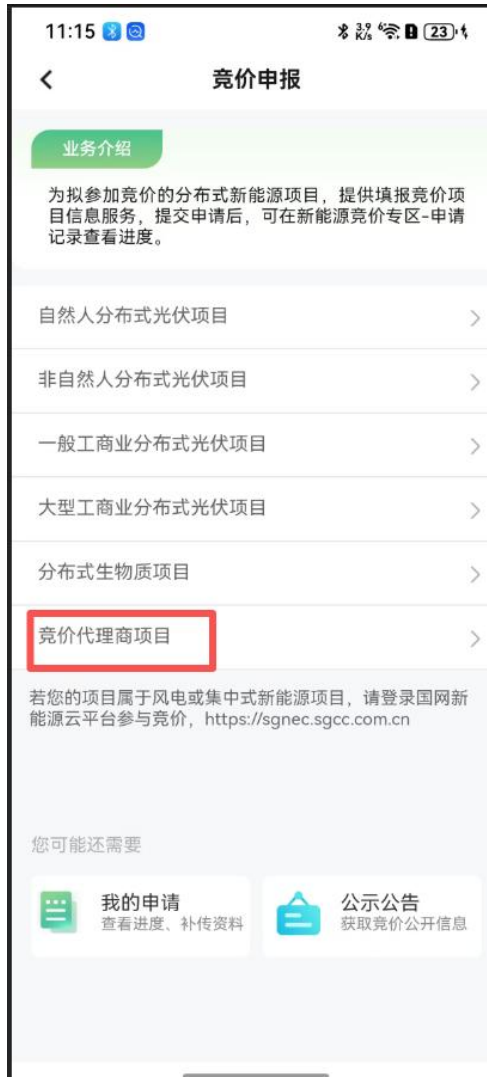 11:15 3.9 K/s 6 23
竞价申报
业务介绍
为拟参加竞价的分布式新能源项目，提供填报竞价项
目信息服务，提交申请后，可在新能源竞价专区-申请
记录查看进度。
自然人分布式光伏项目
非自然人分布式光伏项目
一般工商业分布式光伏项目
大型工商业分布式光伏项目
分布式生物质项目
竞价代理商项目
若您的项目属于风电或集中式新能源项目，请登录国网新
能源云平台参与竞价，https://sgnec.sgcc.com.cn
您可能还需要
我的申请
查看进度、补传资料
公示公告
获取竞价公开信息